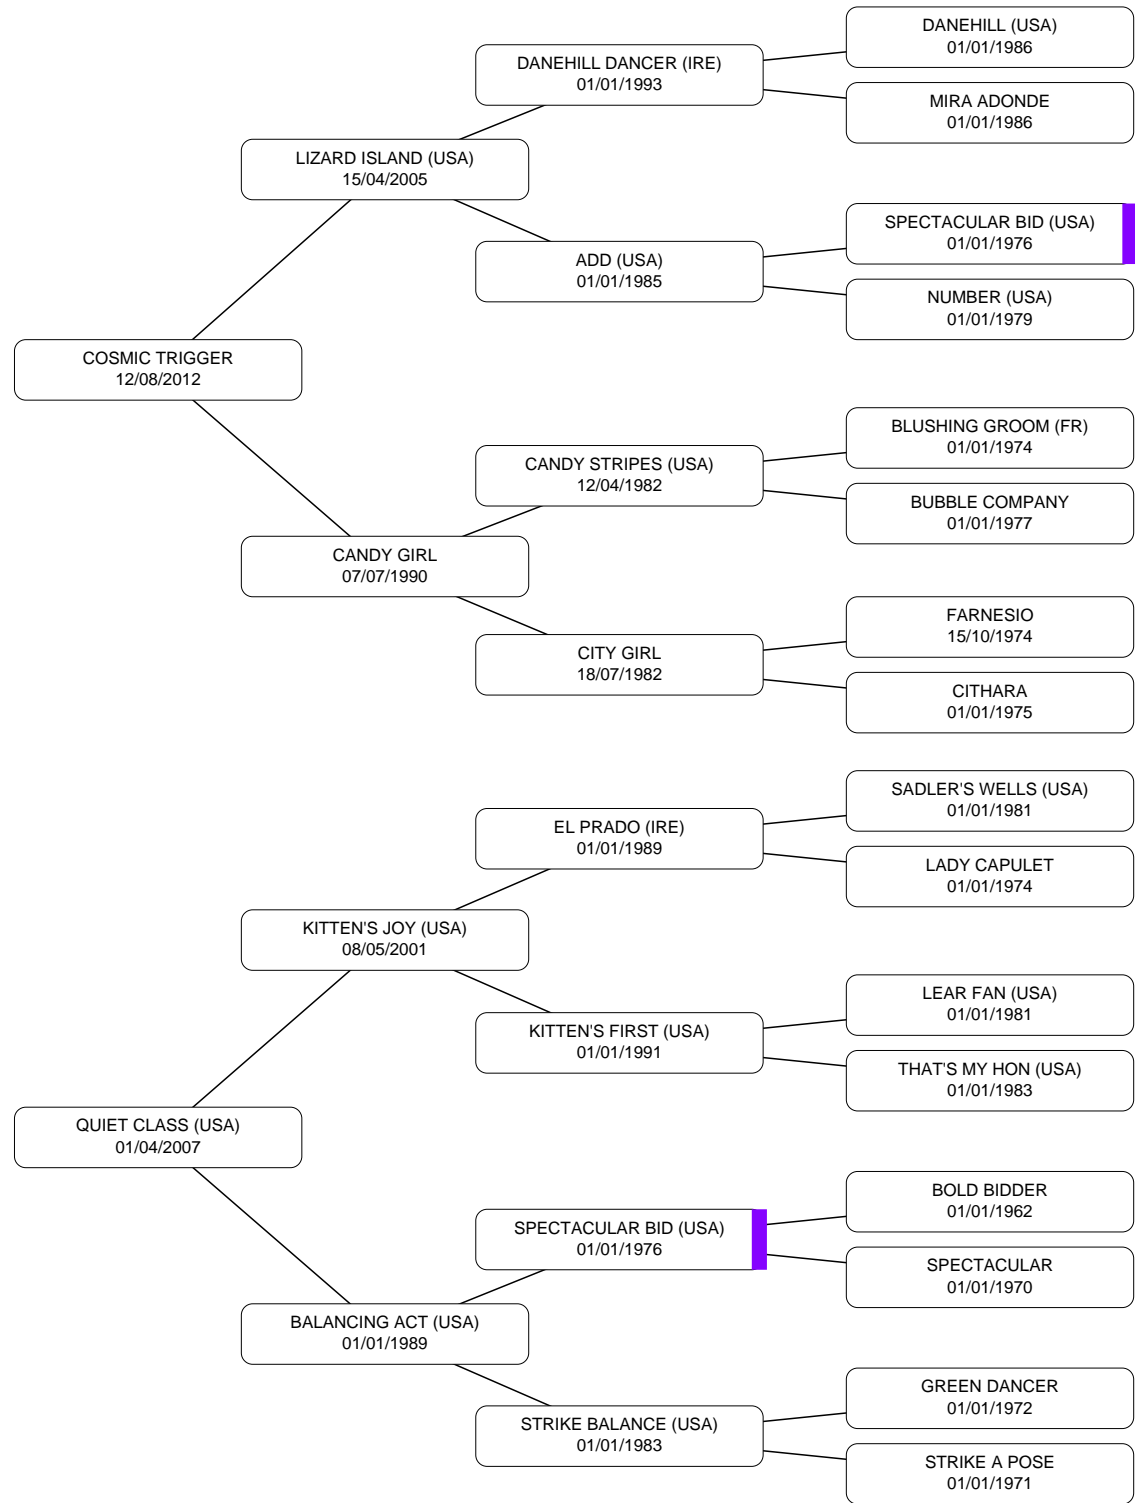 DANEHILL (USA)
01/01/1986
DANEHILL DANCER (IRE)
01/01/1993
MIRA ADONDE
01/01/1986
LIZARD ISLAND (USA)
15/04/2005
SPECTACULAR BID (USA)
01/01/1976
ADD (USA)
01/01/1985
NUMBER (USA)
01/01/1979
COSMIC TRIGGER
12/08/2012
BLUSHING GROOM (FR)
01/01/1974
CANDY STRIPES (USA)
12/04/1982
BUBBLE COMPANY
01/01/1977
CANDY GIRL
07/07/1990
FARNESIO
15/10/1974
CITY GIRL
18/07/1982
CITHARA
01/01/1975
SADLER'S WELLS (USA)
01/01/1981
EL PRADO (IRE)
01/01/1989
LADY CAPULET
01/01/1974
KITTEN'S JOY (USA)
08/05/2001
LEAR FAN (USA)
01/01/1981
KITTEN'S FIRST (USA)
01/01/1991
THAT'S MY HON (USA)
01/01/1983
QUIET CLASS (USA)
01/04/2007
BOLD BIDDER
01/01/1962
SPECTACULAR BID (USA)
01/01/1976
SPECTACULAR
01/01/1970
BALANCING ACT (USA)
01/01/1989
GREEN DANCER
01/01/1972
STRIKE BALANCE (USA)
01/01/1983
STRIKE A POSE
01/01/1971